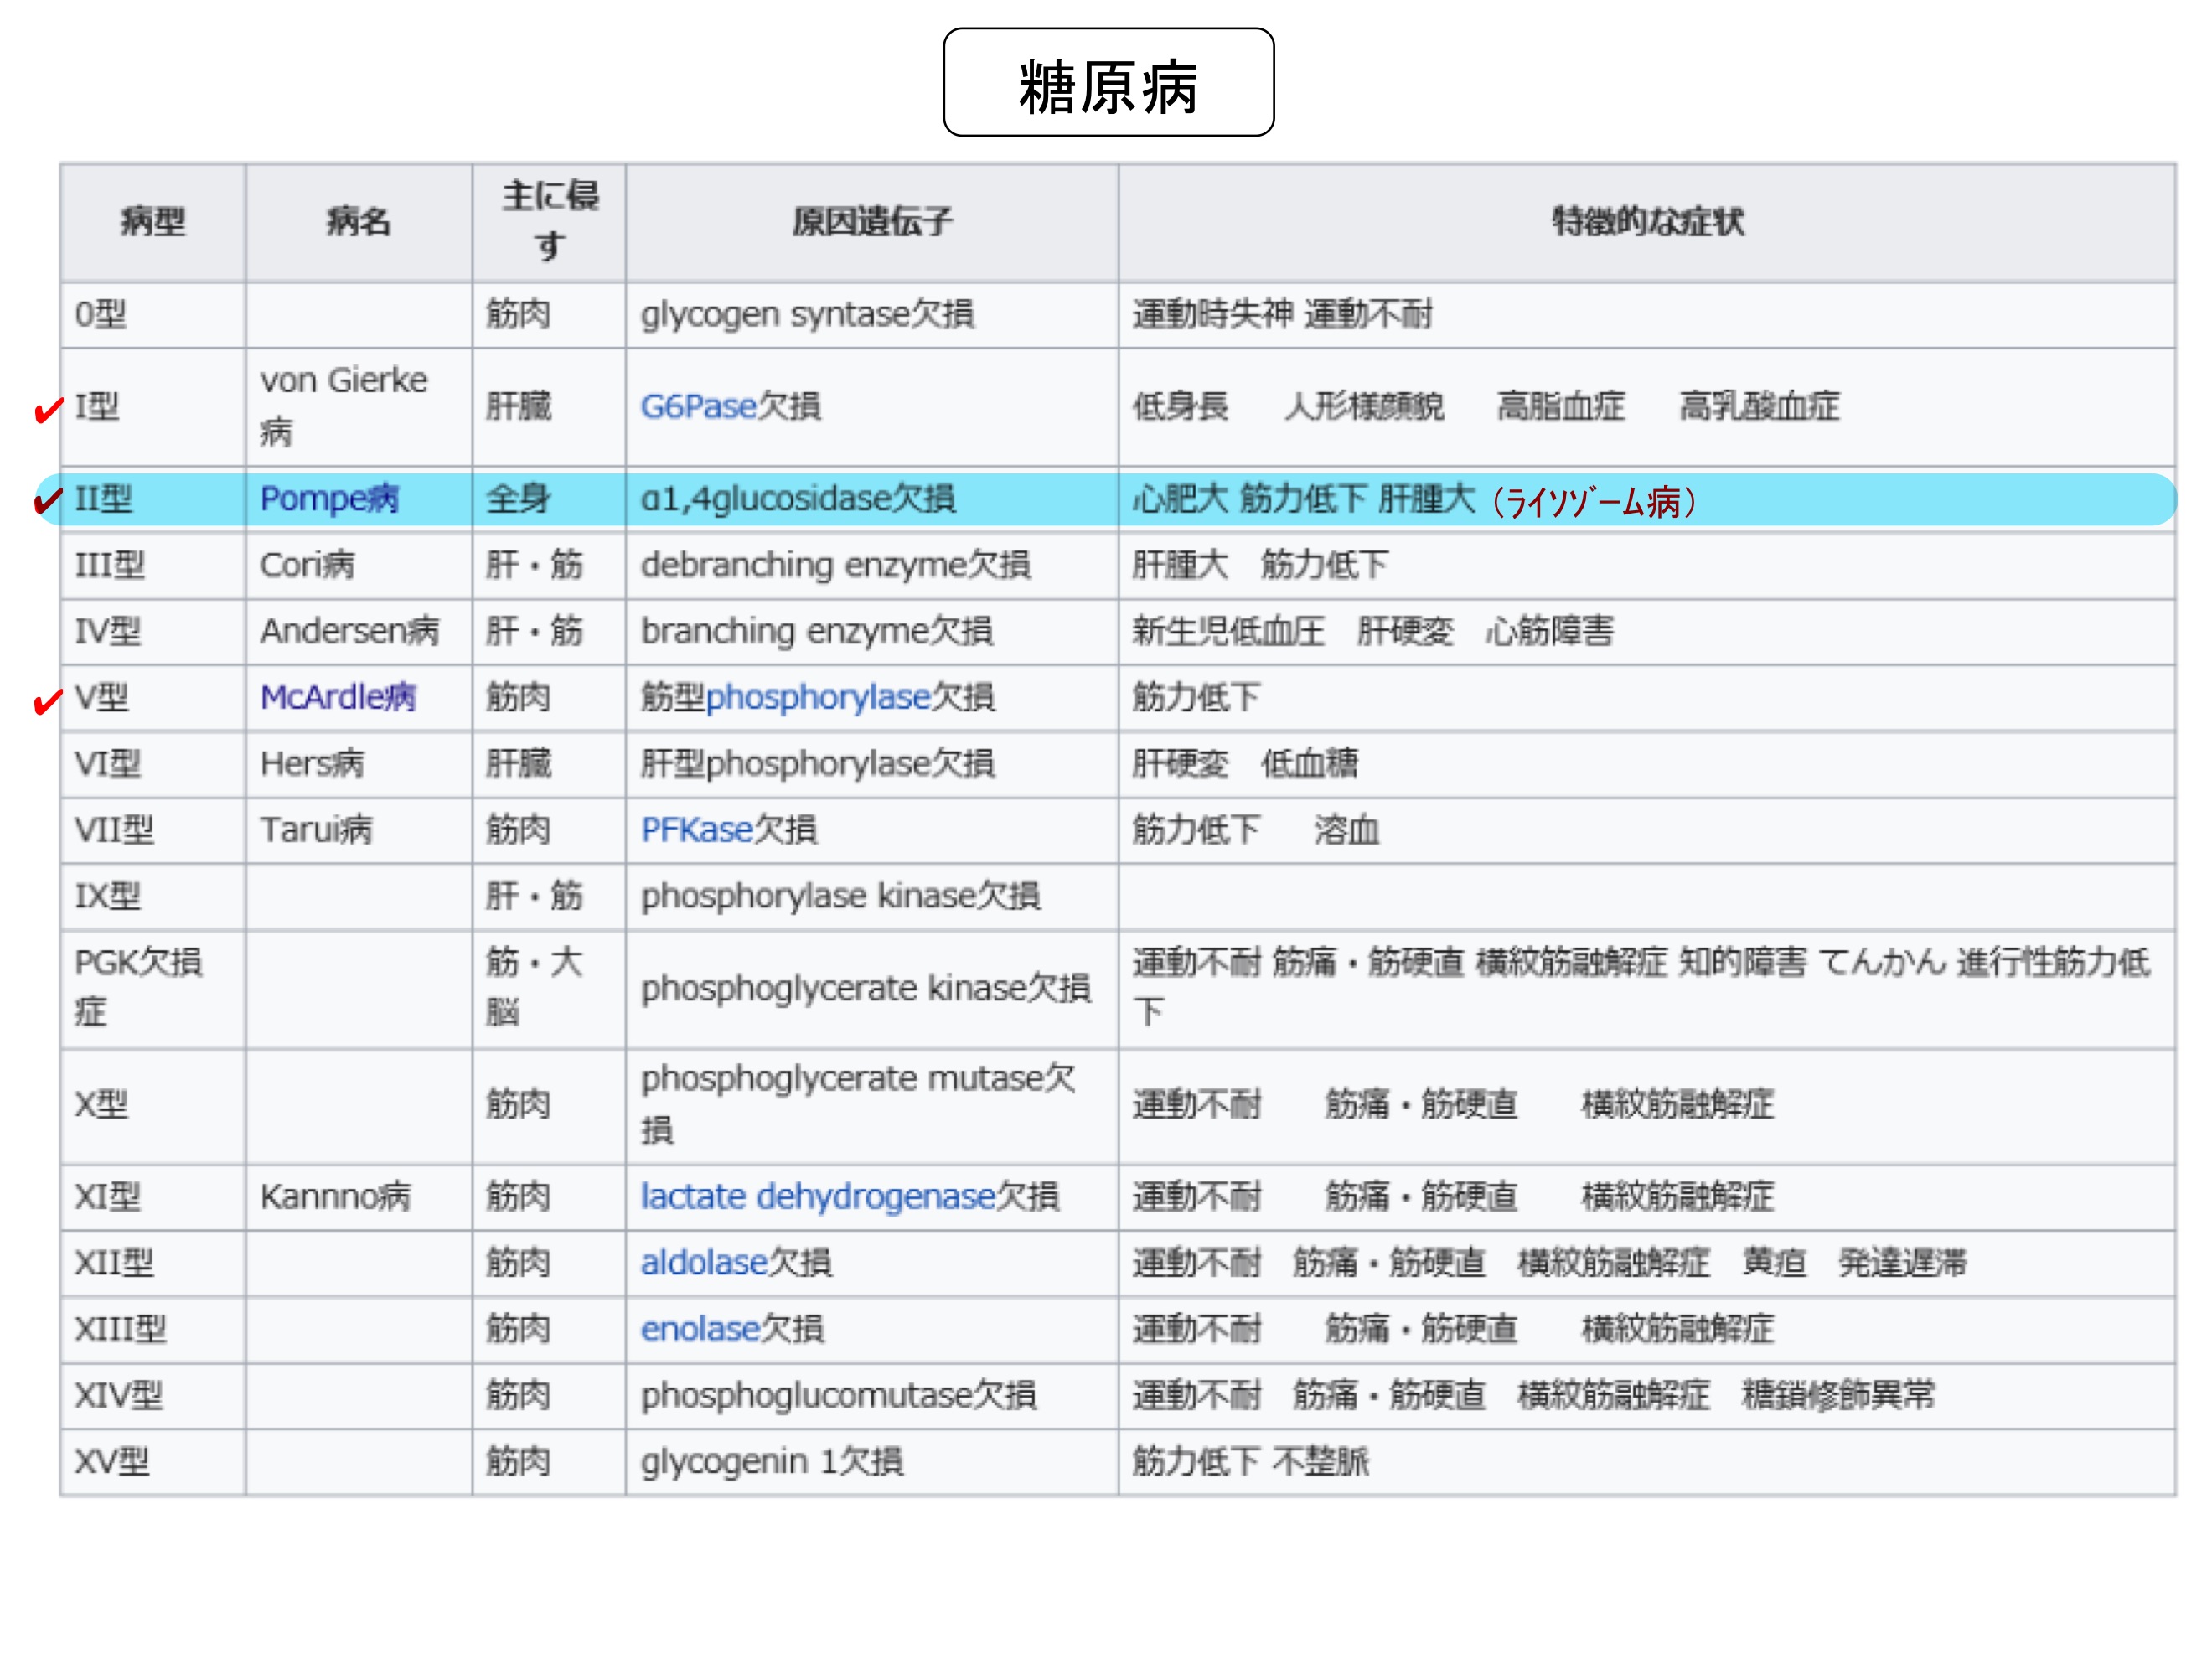 糖原病
病型 病名 主に侵す 原因遺伝子 特徴的な症状
0型 筋肉 glycogen syntase欠損 運動時失神 運動不耐
I型 von Gierke病 肝臓 G6Pase欠損 低身長 人形様顔貌 高脂血症 高乳酸血症
II型 Pompe病 全身 α1,4glucosidase欠損 心肥大 筋力低下 肝腫大 (ﾗｲｿｿﾞｰﾑ病)
III型 Cori病 肝・筋 debranching enzyme欠損 肝腫大 筋力低下
IV型 Andersen病 肝・筋 branching enzyme欠損 新生児低血圧 肝硬変 心筋障害
V型 McArdle病 筋肉 筋型phosphorylase欠損 筋力低下
VI型 Hers病 肝臓 肝型phosphorylase欠損 肝硬変 低血糖
VII型 Tarui病 筋肉 PFKase欠損 筋力低下 溶血
IX型 肝・筋 phosphorylase kinase欠損
PGK欠損症 筋・大脳 phosphoglycerate kinase欠損 運動不耐 筋痛・筋硬直 横紋筋融解症 知的障害 てんかん 進行性筋力低下
X型 筋肉 phosphoglycerate mutase欠損 運動不耐 筋痛・筋硬直 横紋筋融解症
XI型 Kannno病 筋肉 lactate dehydrogenase欠損 運動不耐 筋痛・筋硬直 横紋筋融解症
XII型 筋肉 aldolase欠損 運動不耐 筋痛・筋硬直 横紋筋融解症 黄疸 発達遅滞
XIII型 筋肉 enolase欠損 運動不耐 筋痛・筋硬直 横紋筋融解症
XIV型 筋肉 phosphoglucomutase欠損 運動不耐 筋痛・筋硬直 横紋筋融解症 糖鎖修飾異常
XV型 筋肉 glycogenin 1欠損 筋力低下 不整脈